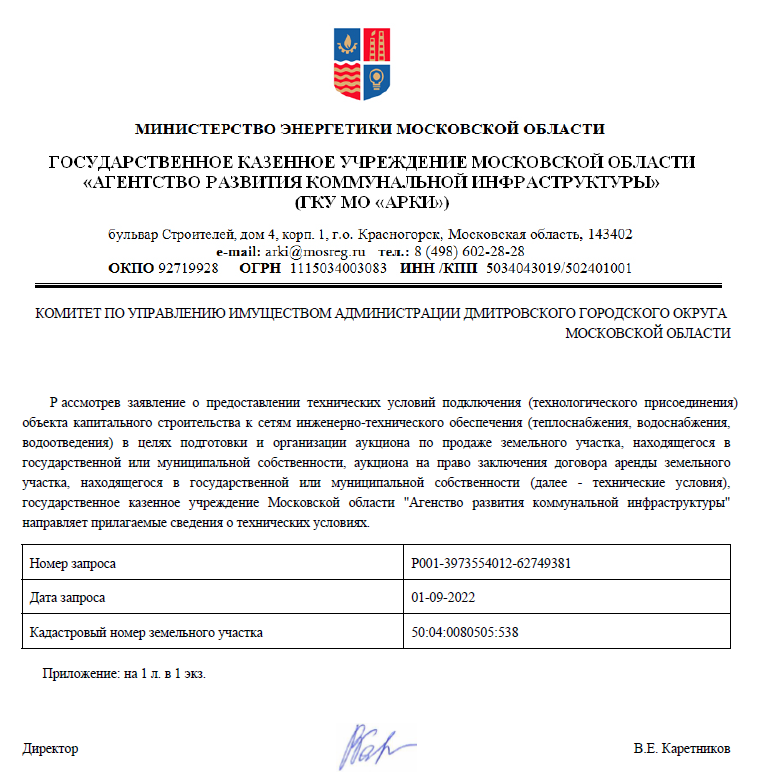 МИНИСТЕРСТВО ЭНЕРГЕТИКИ МОСКОВСКОЙ ОБЛАСТИ
ГОСУДАРСТВЕННОЕ КАЗЕННОЕ УЧРЕЖДЕНИЕ МОСКОВСКОЙ ОБЛАСТИ
«АГЕНТСТВО РАЗВИТИЯ КОММУНАЛЬНОЙ ИНФРАСТРУКТУРЫ»
(ГКУ МО «АРКИ»)
бульвар Строителей, дом 4, корп. 1, г.о. Красногорск, Московская область, 143402
e-mail: arki@mosreg.ru тел.: 8 (498) 602-28-28
ОКПО 92719928 ОГРН 1115034003083 ИНН /КПП 5034043019/502401001
КОМИТЕТ ПО УПРАВЛЕНИЮ ИМУЩЕСТВОМ АДМИНИСТРАЦИИ ДМИТРОВСКОГО ГОРОДСКОГО ОКРУГА
МОСКОВСКОЙ ОБЛАСТИ
Р ассмотрев заявление о предоставлении технических условий подключения (технологического присоединения)
объекта капитального строительства к сетям инженерно-технического обеспечения (теплоснабжения, водоснабжения,
водоотведения) в целях подготовки и организации аукциона по продаже земельного участка, находящегося в
государственной или муниципальной собственности, аукциона на право заключения договора аренды земельного
участка, находящегося в государственной или муниципальной собственности (далее - технические условия),
государственное казенное учреждение Московской области "Агенство развития коммунальной инфраструктуры"
направляет прилагаемые сведения о технических условиях.
Номер запроса P001-3973554012-62749381
Дата запроса 01-09-2022
Кадастровый номер земельного участка 50:04:0080505:538
Приложение: на 1 л. в 1 экз.
Директор В.Е. Каретников